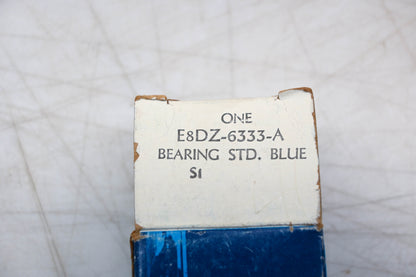 ONE
E8DZ-6333-A
BEARING STD. BLUE
S1